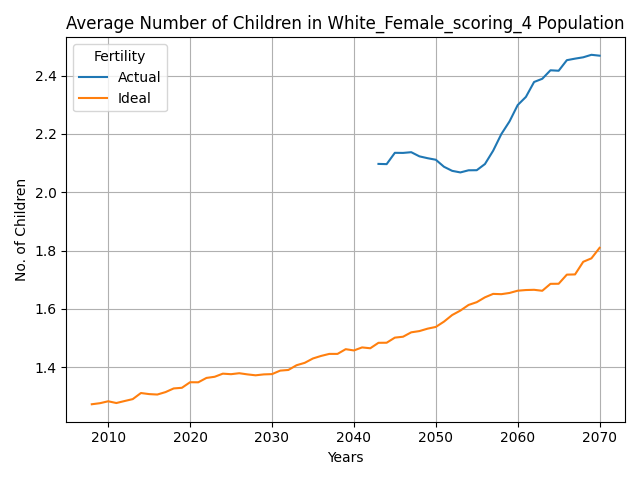 Average Number of Children in White_Female_scoring_4 Population
Fertility
Actual
Ideal
No. of Children
2.4
2.2
2.0
1.8
1.6
1.4
2010 2020 2030 2040 2050 2060 2070
Years